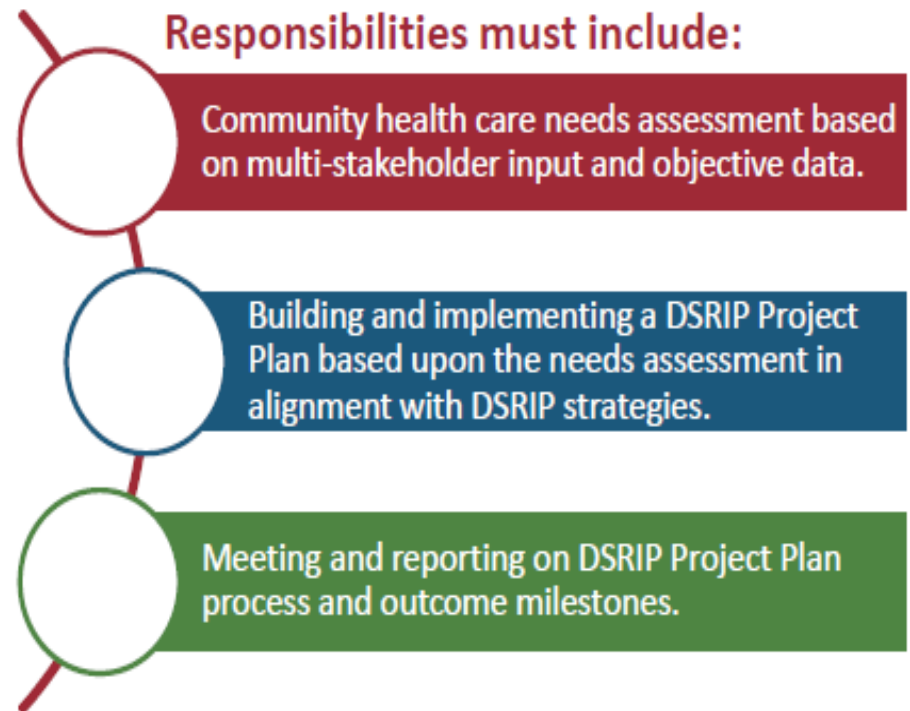 Responsibilities must include:
Community health care needs assessment based
on multi-stakeholder input and objective data.
Building and implementing a DSRIP Project
Plan based upon the needs assessment in
alignment with DSRIP strategies.
Meeting and reporting on DSRIP Project Plan
process and outcome milestones.